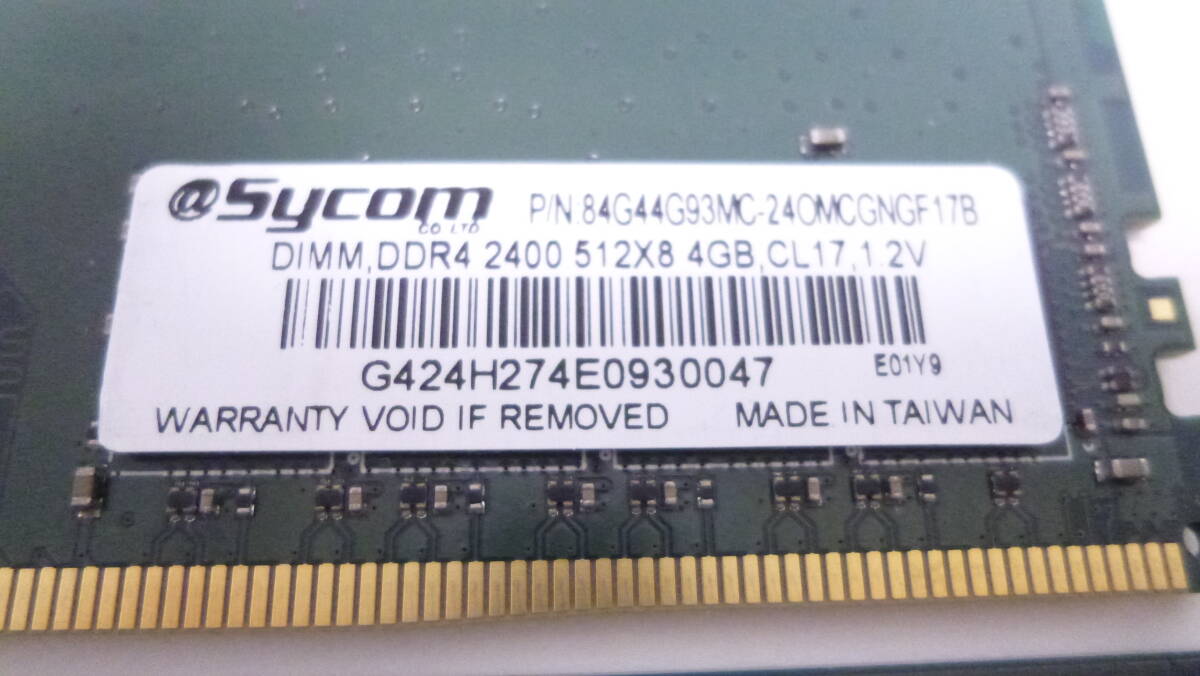 @Sycom P/N:84G44G93MC-24OMCGNGF17B
CO LTD
DIMM,DDR4 2400 512X8 4GB,CL17,1.2V
G424H274E0930047 E01Y9
WARRANTY VOID IF REMOVED MADE IN TAIWAN